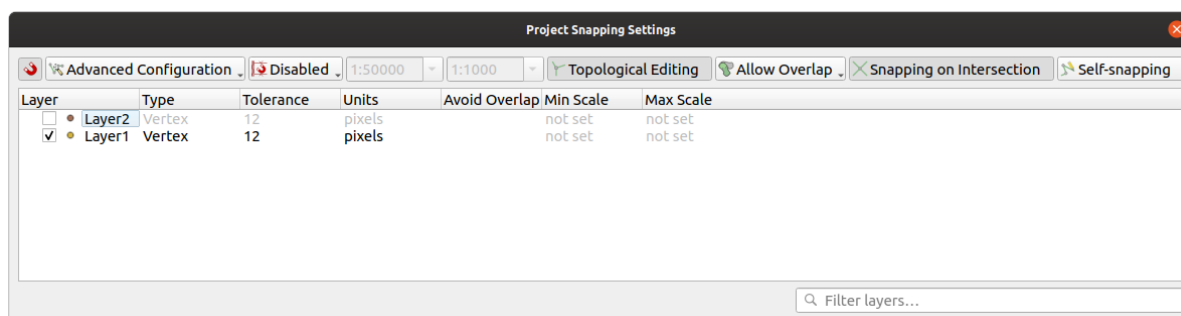 Project Snapping Settings
Advanced Configuration Disabled 1:50000 1:1000 Topological Editing Allow Overlap Snapping on Intersection Self-snapping
Layer Type Tolerance Units Avoid Overlap Min Scale Max Scale
Layer2 Vertex 12 pixels not set not set
Layer1 Vertex 12 pixels not set not set
Filter layers...